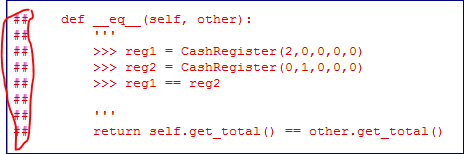 ##    def __eq__(self, other):
##        '''
##        >>> reg1 = CashRegister(2,0,0,0,0)
##        >>> reg2 = CashRegister(0,1,0,0,0)
##        >>> reg1 == reg2
##
##        '''
##        return self.get_total() == other.get_total()